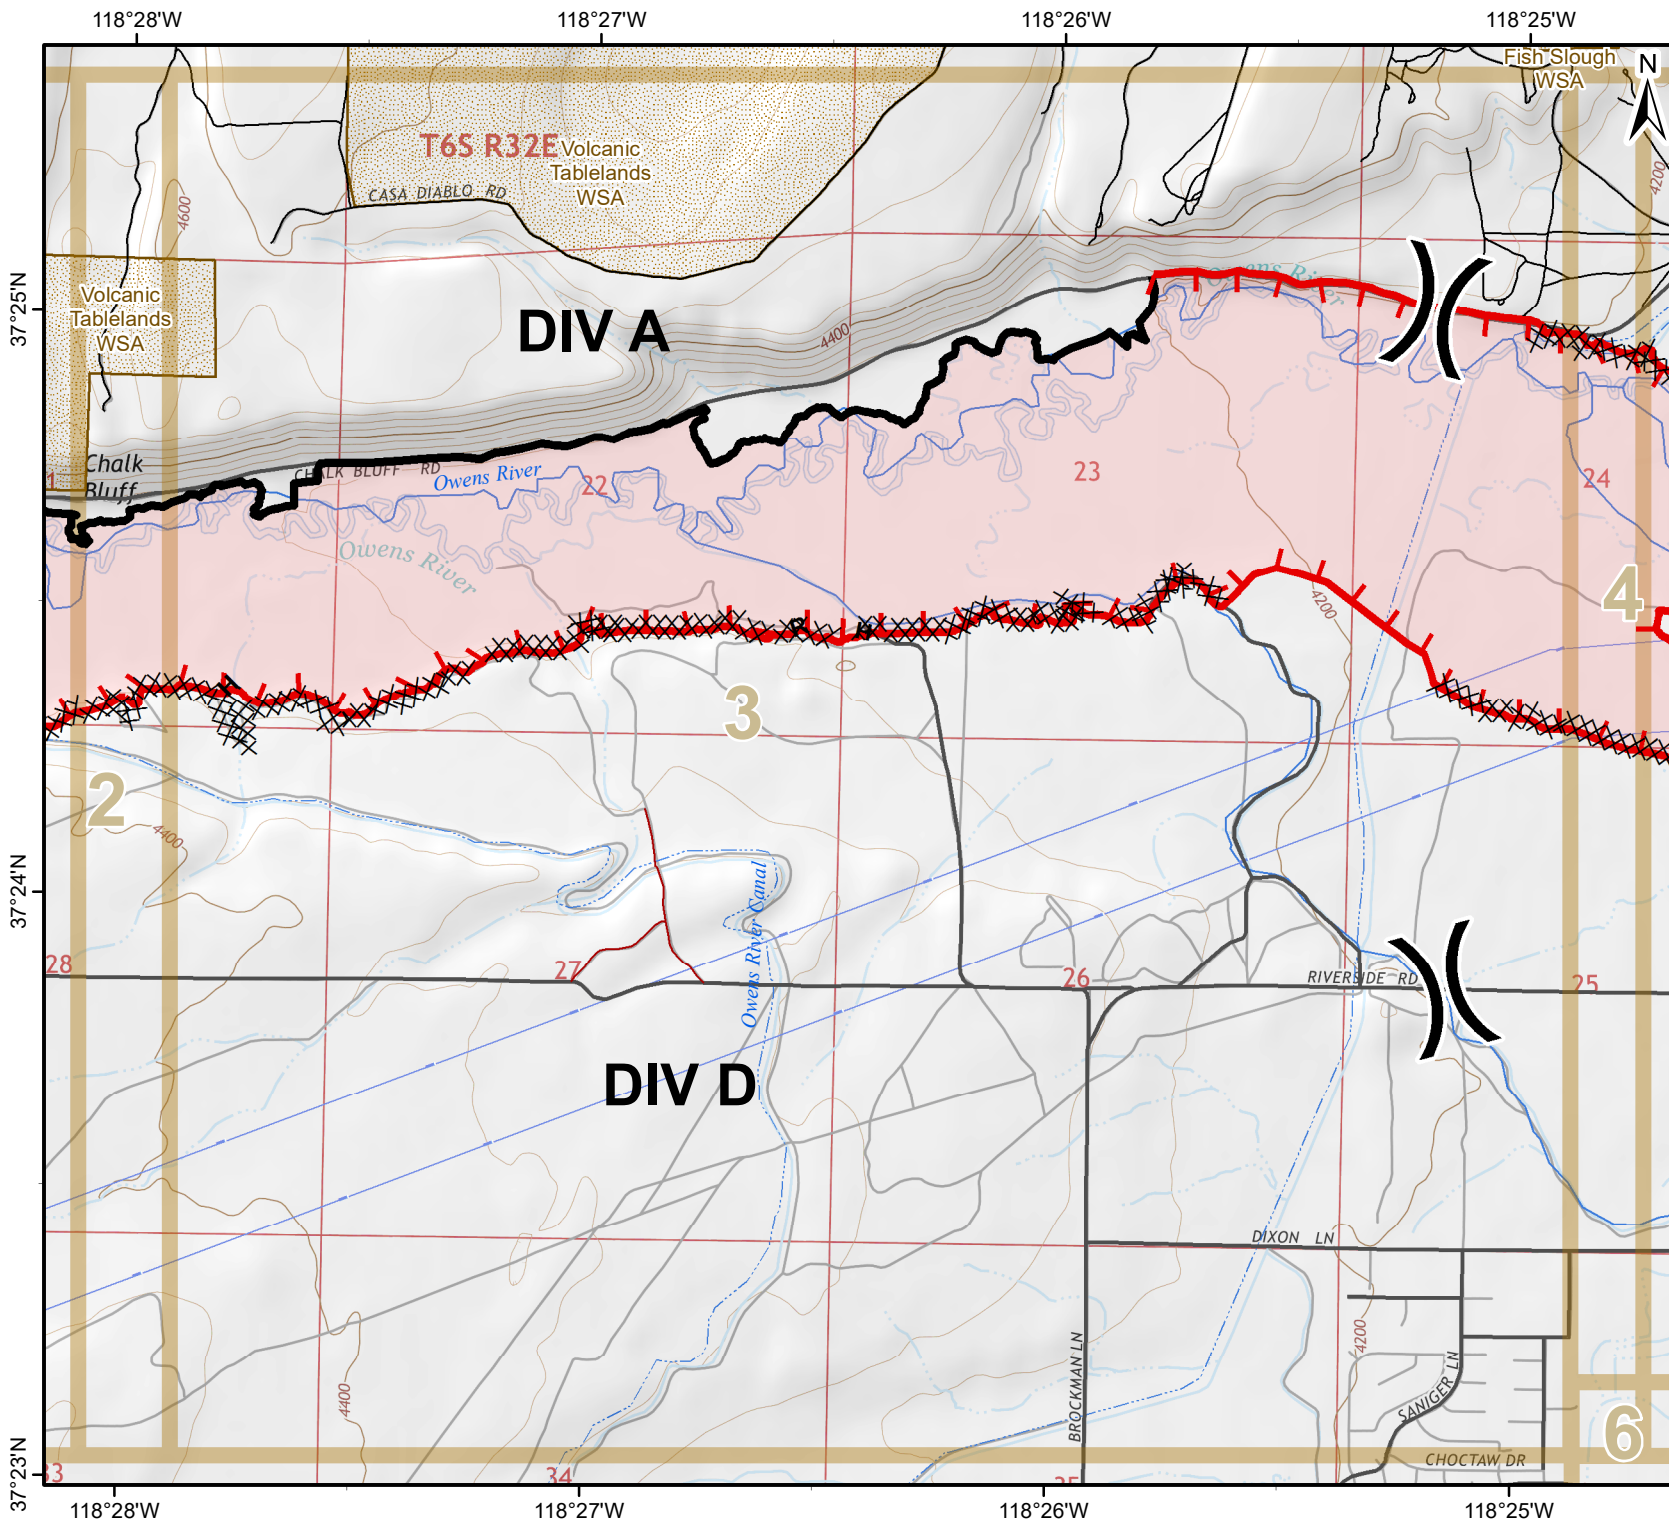 118°28'W
118°27'W
118°26'W
118°25'W
Fish Slough
WSA
N
T6S R32E
Volcanic
Tablelands
WSA
CASA DIABLO RD
4600
4200
Owens River
37°25'N
Volcanic
Tablelands
WSA
DIV A
4400
Chalk
Bluff
1
CHALK BLUFF RD
Owens River
22
23
24
Owens River
4
4200
3
2
4400
37°24'N
Owens River Canal
28
27
26
RIVERSIDE RD
25
DIV D
DIXON LN
4200
BROCKMAN LN
SANIGER LN
4400
6
CHOCTAW DR
37°23'N
33
34
118°28'W
118°27'W
118°26'W
118°25'W